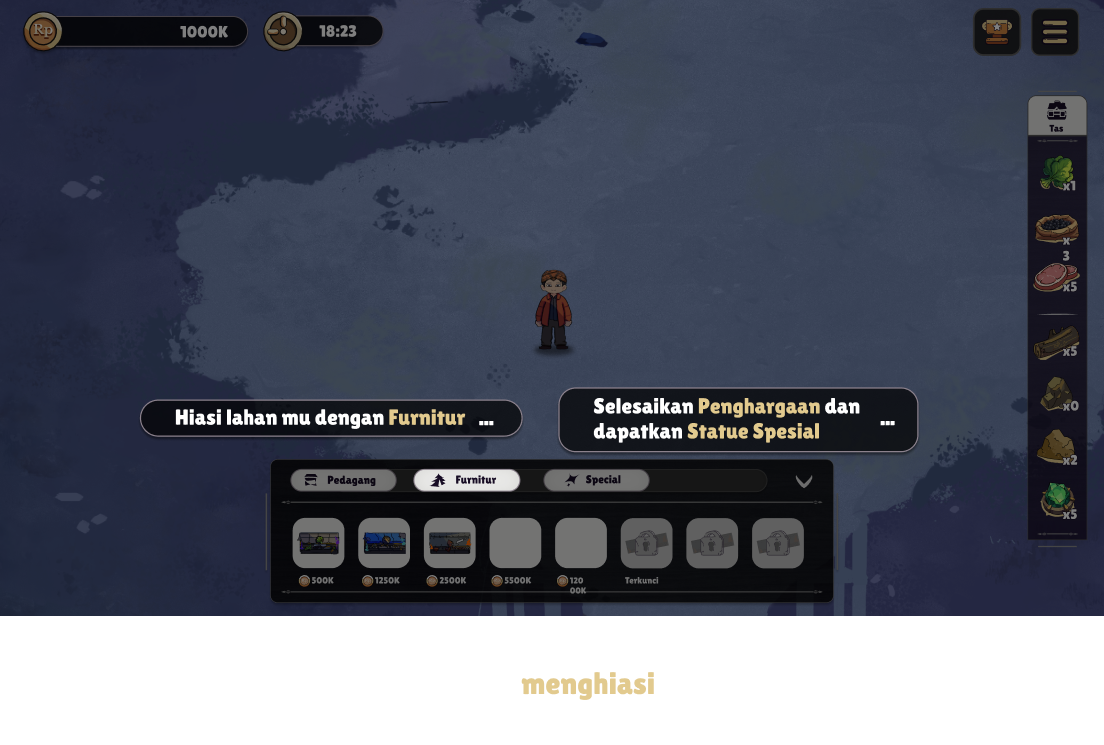 Rp 1000K 18:23
Tas
x1
x
3
x5
x5
x0
x2
x5
Hiasi lahan mu dengan Furnitur ...
Selesaikan Penghargaan dan
dapatkan Statue Spesial ...
Pedagang Furnitur Special
500K 1250K 2500K 5500K 120 Terkunci
00K
menghiasi